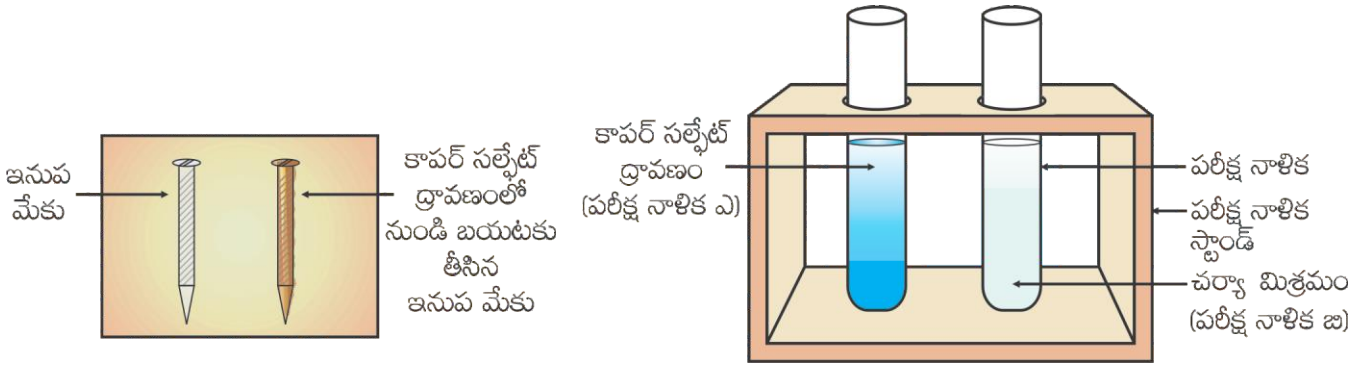 ఇనుప
మేకు
కాపర్ సల్ఫేట్
ద్రావణంలో
నుండి బయటకు
తీసిన
ఇనుప మేకు
కాపర్ సల్ఫేట్
ద్రావణం
(పరీక్ష నాళిక ఎ)
పరీక్ష నాళిక
పరీక్ష నాళిక
స్టాండ్
చర్యా మిశ్రమం
(పరీక్ష నాళిక బి)